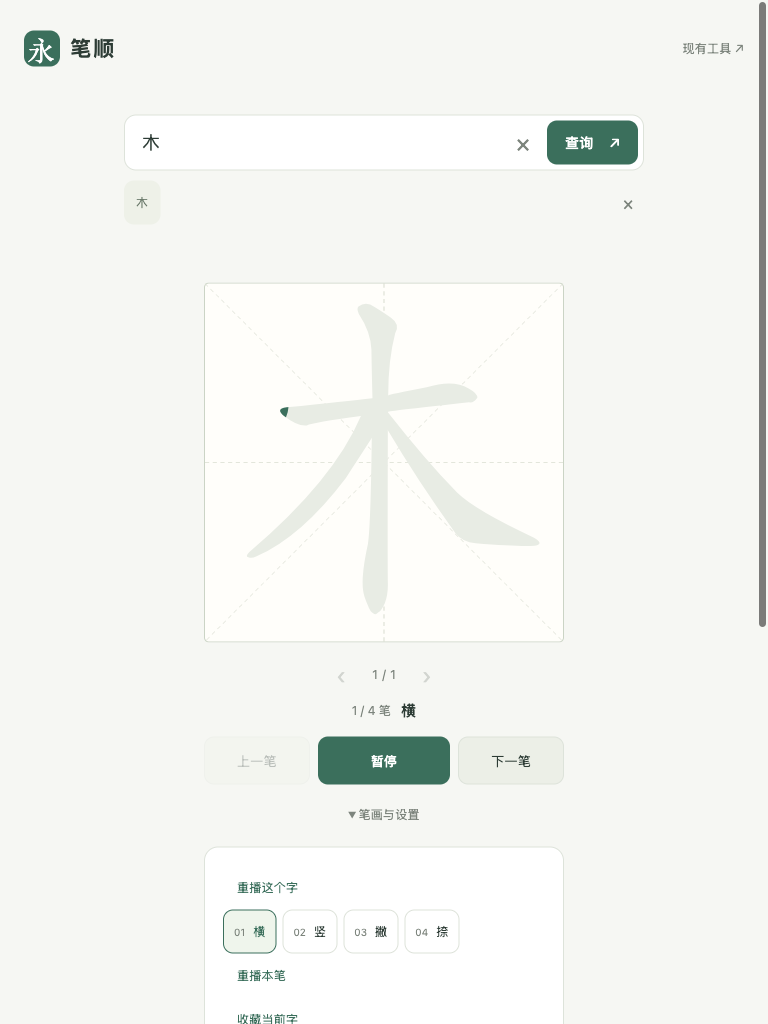 永 笔顺
现有工具 ↗
木 × 查询 ↗
木 ×
木
‹ 1 / 1 ›
1 / 4 笔 横
上一笔 暂停 下一笔
▼笔画与设置
重播这个字
01 横 02 竖 03 撇 04 捺
重播本笔
收藏当前字